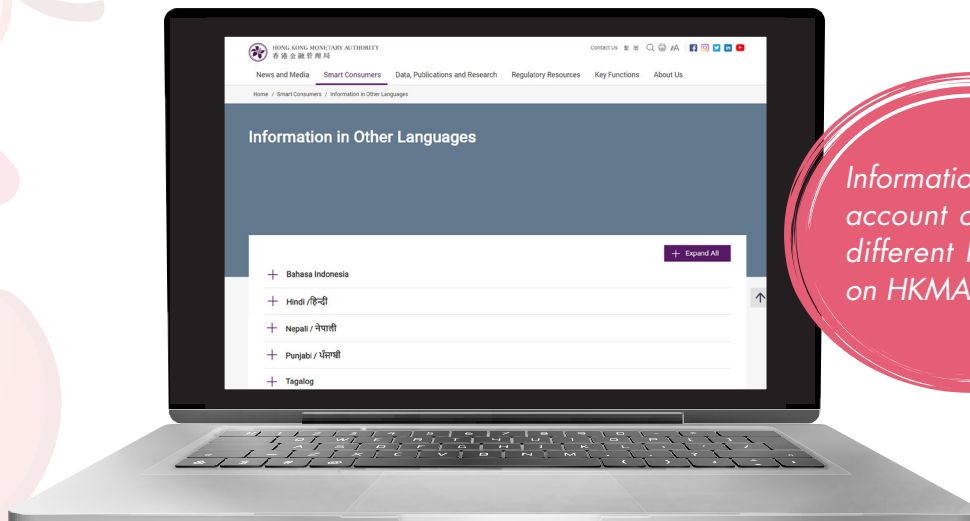 HONG KONG MONETARY AUTHORITY
香港金融管理局
Contact Us 繁 簡
News and Media Smart Consumers Data, Publications and Research Regulatory Resources Key Functions About Us
Home / Smart Consumers / Information in Other Languages
Information in Other Languages
Expand All
Bahasa Indonesia
Hindi /हिन्दी
Nepali / नेपाली
Punjabi / ਪੰਜਾਬੀ
Tagalog
account
different
on HKMA